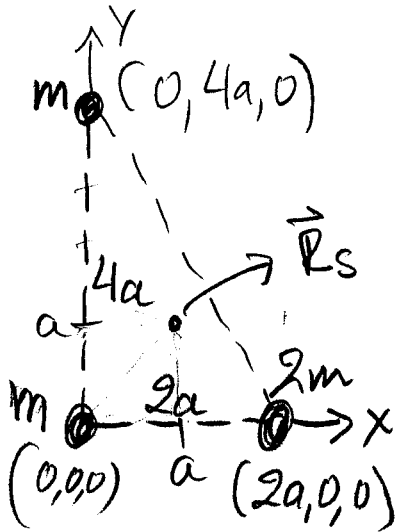 Y
m (0,4a,0)
4a
R⃗s
a
m 2a 2m
X
(0,0,0) a (2a,0,0)